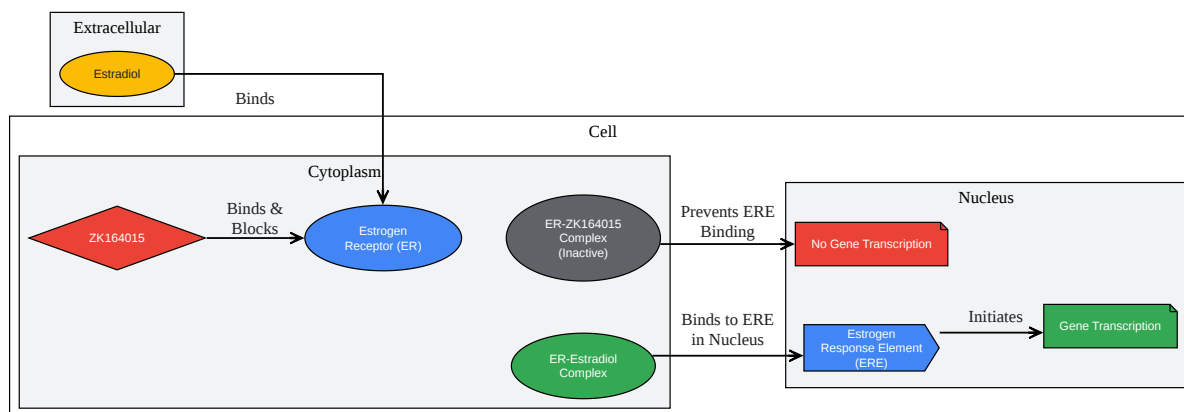 Extracellular
Estradiol
Binds
Cell
Cytoplasm
ZK164015
Binds &
Blocks
Estrogen
Receptor (ER)
ER-ZK164015
Complex
(Inactive)
Prevents ERE
Binding
Nucleus
No Gene Transcription
ER-Estradiol
Complex
Binds to ERE
in Nucleus
Estrogen
Response Element
(ERE)
Initiates
Gene Transcription